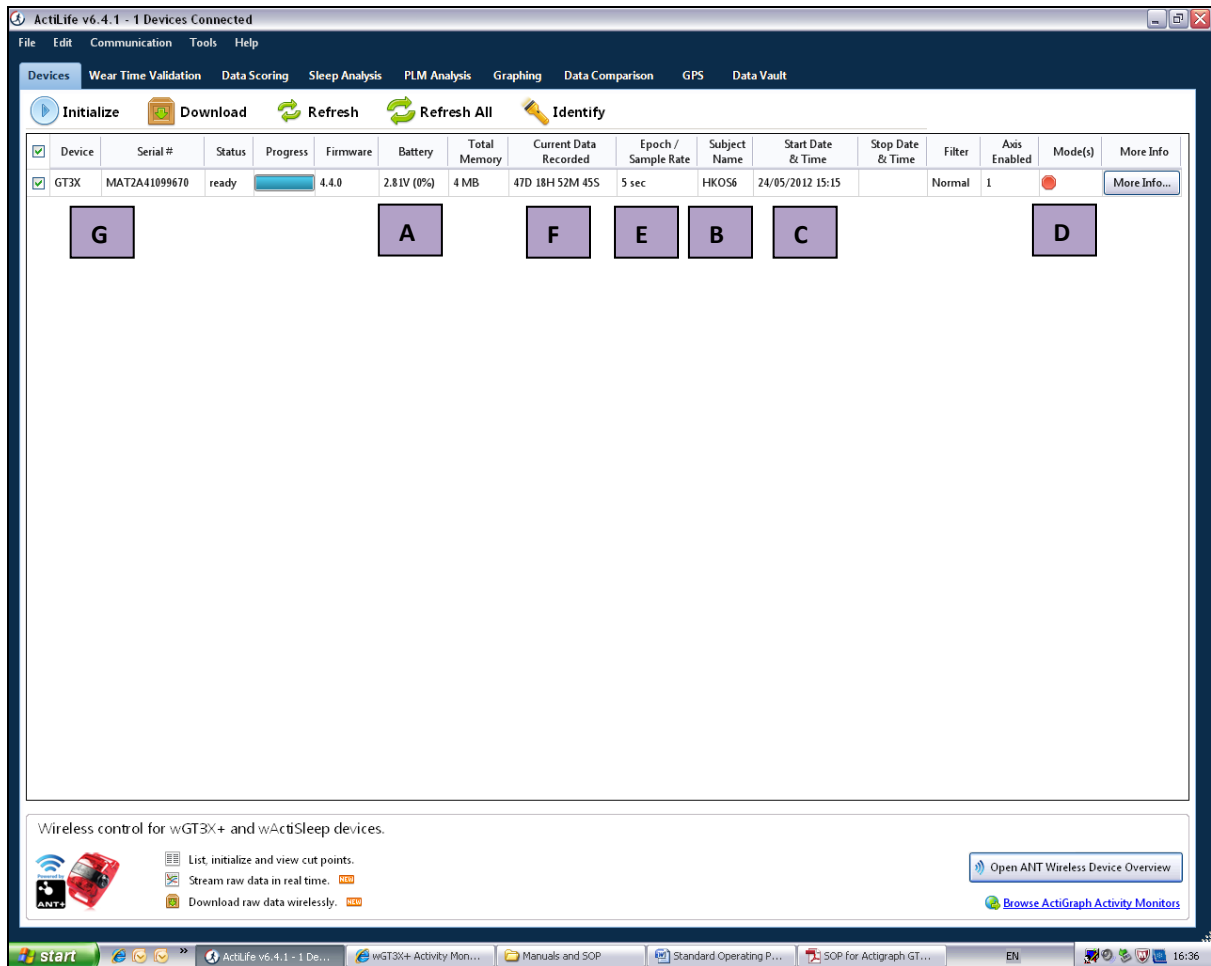 ActiLife v6.4.1 - 1 Devices Connected
File Edit Communication Tools Help
Devices Wear Time Validation Data Scoring Sleep Analysis PLM Analysis Graphing Data Comparison GPS Data Vault
Initialize Download Refresh Refresh All Identify
Device Serial # Status Progress Firmware Battery Total Memory Current Data Recorded Epoch / Sample Rate Subject Name Start Date & Time Stop Date & Time Filter Axis Enabled Mode(s) More Info
GT3X MAT2A41099670 ready 4.4.0 2.81V (0%) 4 MB 47D 18H 52M 45S 5 sec HKOS6 24/05/2012 15:15 Normal 1 More Info...
G A F E B C D
Wireless control for wGT3X+ and wActiSleep devices.
List, initialize and view cut points.
Stream raw data in real time. NEW
Download raw data wirelessly. NEW
Powered by
ANT+
Open ANT Wireless Device Overview
Browse ActiGraph Activity Monitors
start » ActiLife v6.4.1 - 1 De... wGT3X+ Activity Mon... Manuals and SOP Standard Operating P... SOP for Actigraph GT... EN 16:36